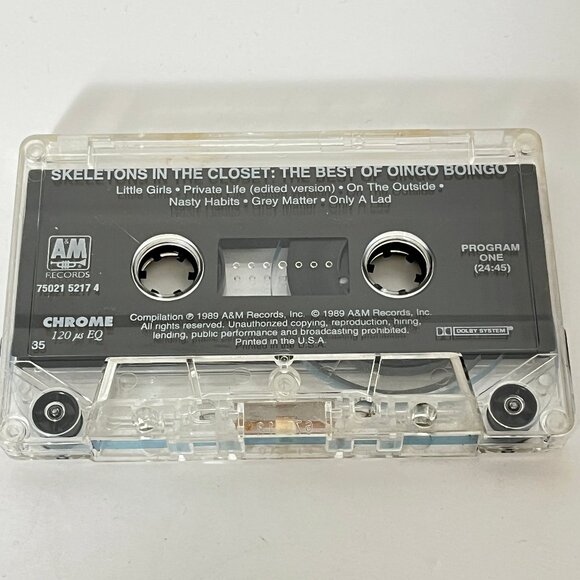 SKELETONS IN THE CLOSET: THE BEST OF OINGO BOINGO
Little Girls • Private Life (edited version) • On The Outside •
Nasty Habits • Grey Matter • Only A Lad
A&M
RECORDS
75021 5217 4
PROGRAM
ONE
(24:45)
CHROME
120 µs EQ
35
Compilation ℗ 1989 A&M Records, Inc. © 1989 A&M Records, Inc.
All rights reserved. Unauthorized copying, reproduction, hiring,
lending, public performance and broadcasting prohibited.
Printed in U.S.A.
DOLBY SYSTEM